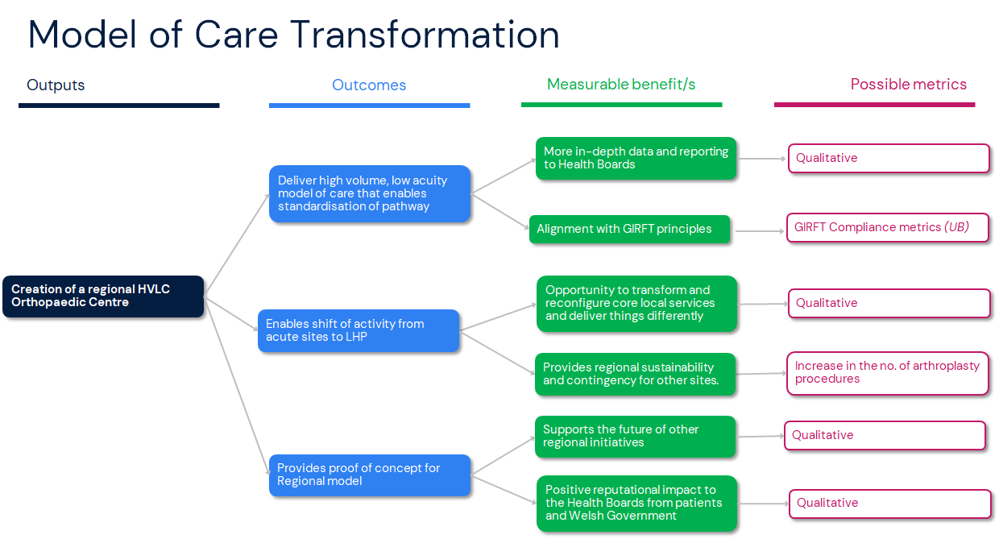 Model of Care Transformation
Outputs
Outcomes
Measurable benefit/s
Possible metrics
Creation of a regional HVLC
Orthopaedic Centre
Deliver high volume, low acuity
model of care that enables
standardisation of pathway
More in-depth data and reporting
to Health Boards
Qualitative
Alignment with GIRFT principles
GIRFT Compliance metrics (UB)
Enables shift of activity from
acute sites to LHP
Opportunity to transform and
reconfigure core local services
and deliver things differently
Qualitative
Provides regional sustainability
and contingency for other sites.
Increase in the no. of arthroplasty
procedures
Provides proof of concept for
Regional model
Supports the future of other
regional initiatives
Qualitative
Positive reputational impact to
the Health Boards from patients
and Welsh Government
Qualitative